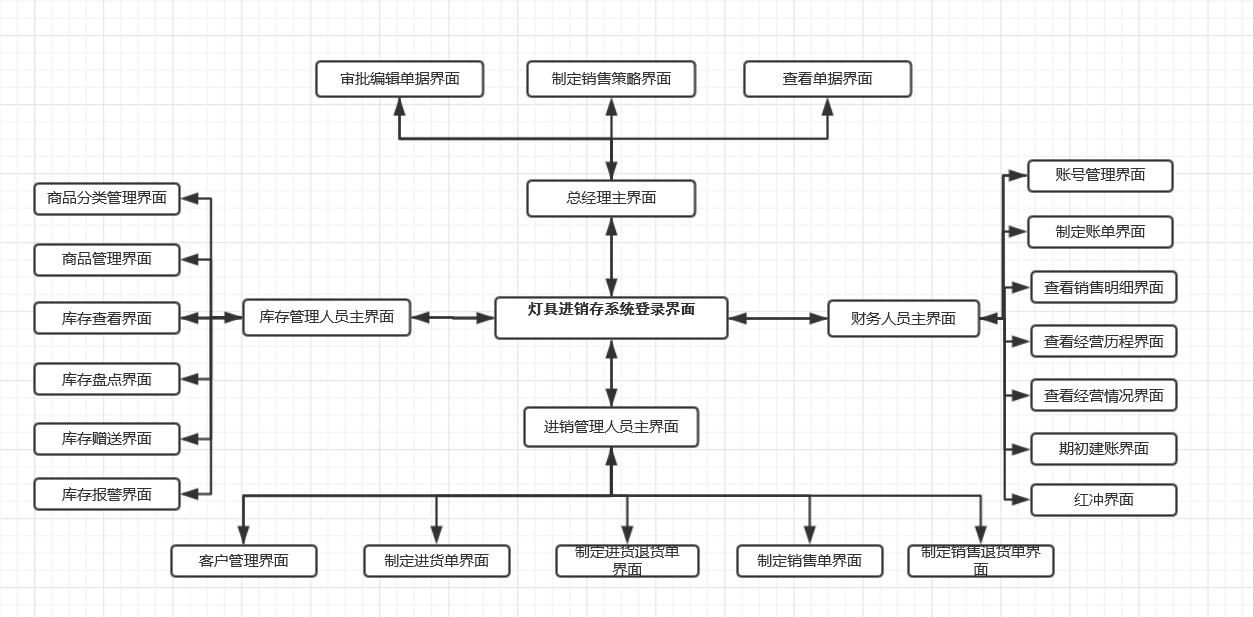 审批编辑单据界面
制定销售策略界面
查看单据界面
总经理主界面
商品分类管理界面
商品管理界面
库存查看界面
库存盘点界面
库存赠送界面
库存报警界面
库存管理人员主界面
灯具进销存系统登录界面
财务人员主界面
账号管理界面
制定账单界面
查看销售明细界面
查看经营历程界面
查看经营情况界面
期初建账界面
红冲界面
进销管理人员主界面
客户管理界面
制定进货单界面
制定进货退货单
界面
制定销售单界面
制定销售退货单界
面